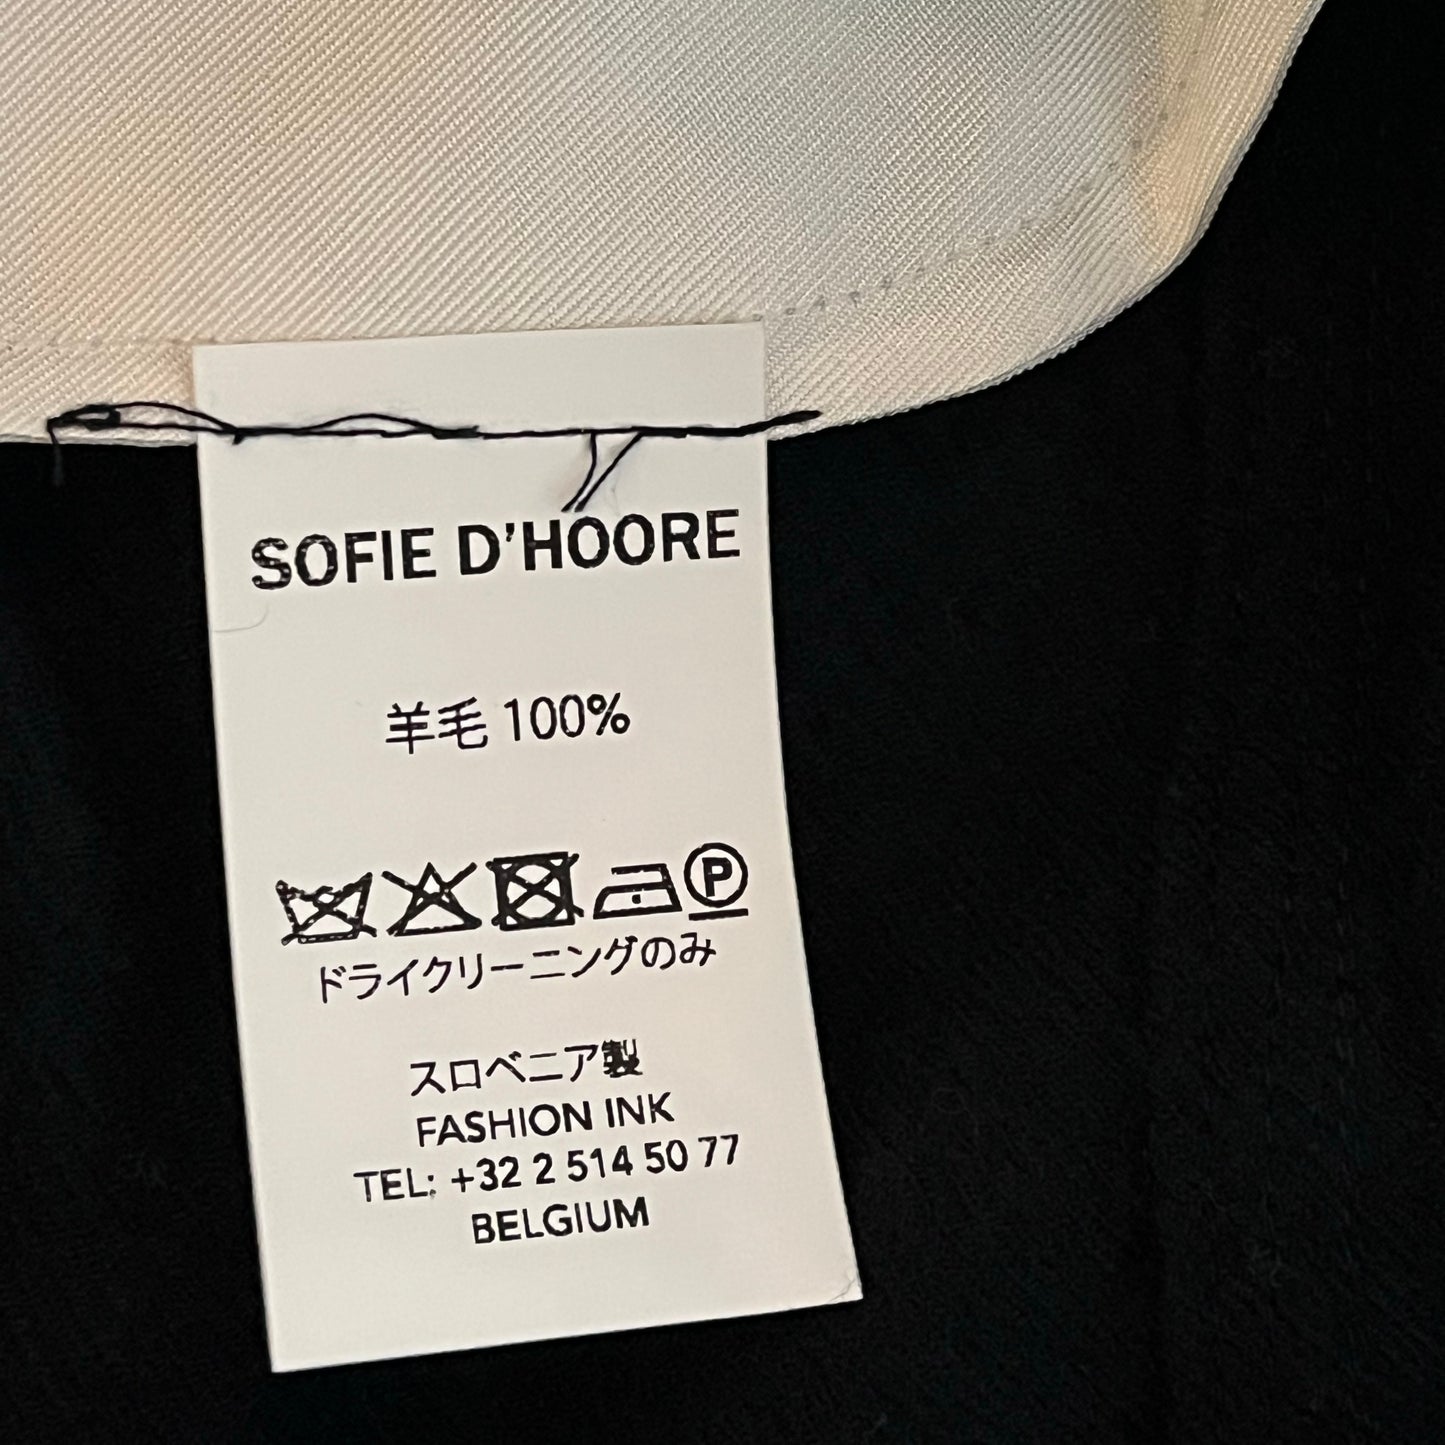 SOFIE D'HOORE
羊毛 100%
P
ドライクリーニングのみ
スロベニア製
FASHION INK
TEL: +32 2 514 50 77
BELGIUM